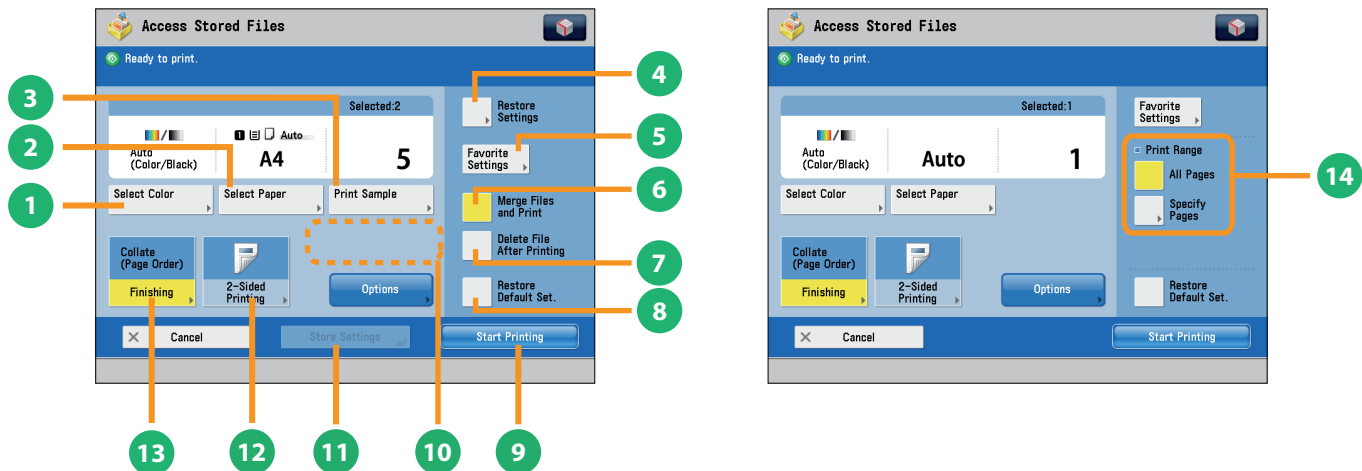 Access Stored Files
Ready to print.
Selected:2
Auto
(Color/Black)
1 Auto
A4
5
Select Color
Select Paper
Print Sample
Collate
(Page Order)
Finishing
2-Sided
Printing
Options
Restore
Settings
Favorite
Settings
Merge Files
and Print
Delete File
After Printing
Restore
Default Set.
Cancel
Store Settings
Start Printing
1
2
3
4
5
6
7
8
9
10
11
12
13
Access Stored Files
Ready to print.
Selected:1
Auto
(Color/Black)
Auto
1
Select Color
Select Paper
Collate
(Page Order)
Finishing
2-Sided
Printing
Options
Favorite
Settings
Print Range
All Pages
Specify
Pages
Restore
Default Set.
Cancel
Start Printing
14